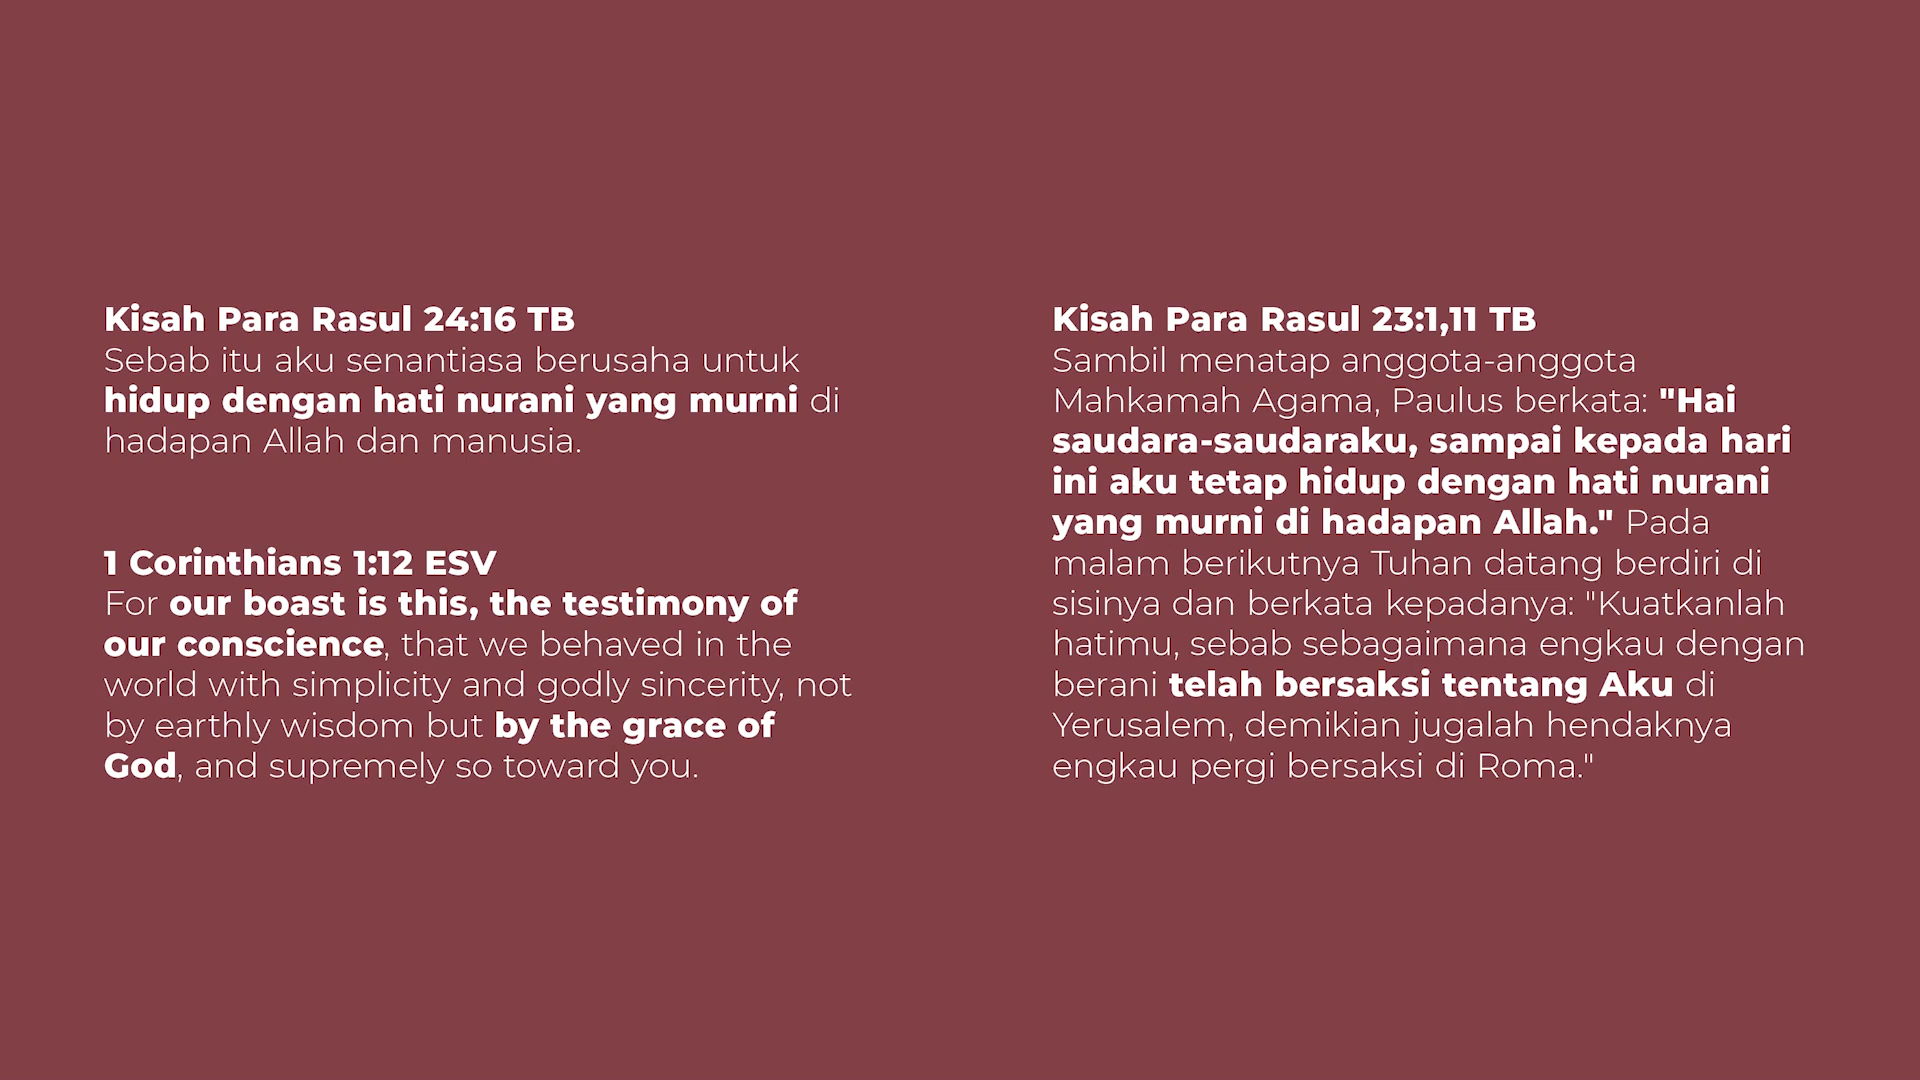 Kisah Para Rasul 24:16 TB
Sebab itu aku senantiasa berusaha untuk
hidup dengan hati nurani yang murni di
hadapan Allah dan manusia.
1 Corinthians 1:12 ESV
For our boast is this, the testimony of
our conscience, that we behaved in the
world with simplicity and godly sincerity, not
by earthly wisdom but by the grace of
God, and supremely so toward you.
Kisah Para Rasul 23:1,11 TB
Sambil menatap anggota-anggota
Mahkamah Agama, Paulus berkata: "Hai
saudara-saudaraku, sampai kepada hari
ini aku tetap hidup dengan hati nurani
yang murni di hadapan Allah." Pada
malam berikutnya Tuhan datang berdiri di
sisinya dan berkata kepadanya: "Kuatkanlah
hatimu, sebab sebagaimana engkau dengan
berani telah bersaksi tentang Aku di
Yerusalem, demikian jugalah hendaknya
engkau pergi bersaksi di Roma."